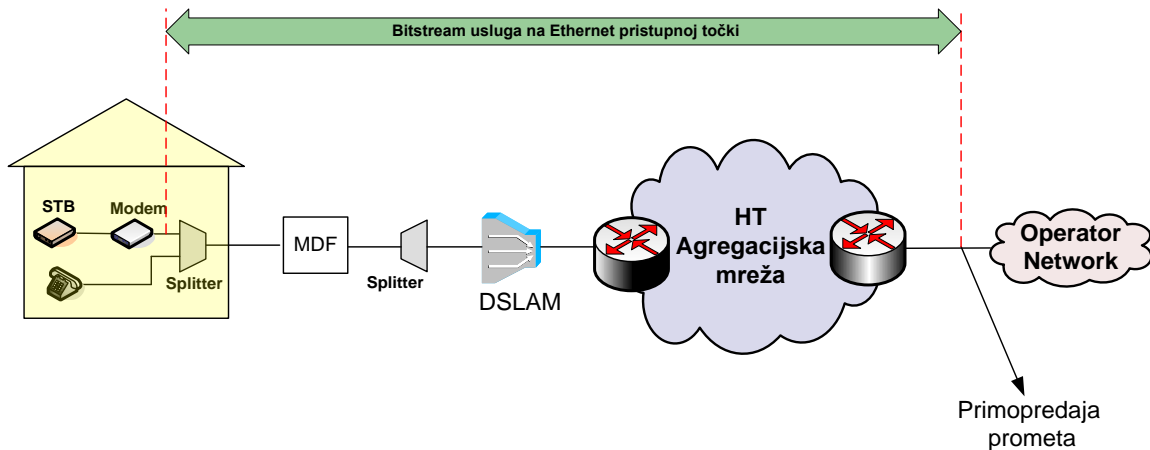 Bitstream usluga na Ethernet pristupnoj točki
STB
Modem
Splitter
MDF
Splitter
DSLAM
HT
Agregacijska
mreža
Operator
Network
Primopredaja
prometa